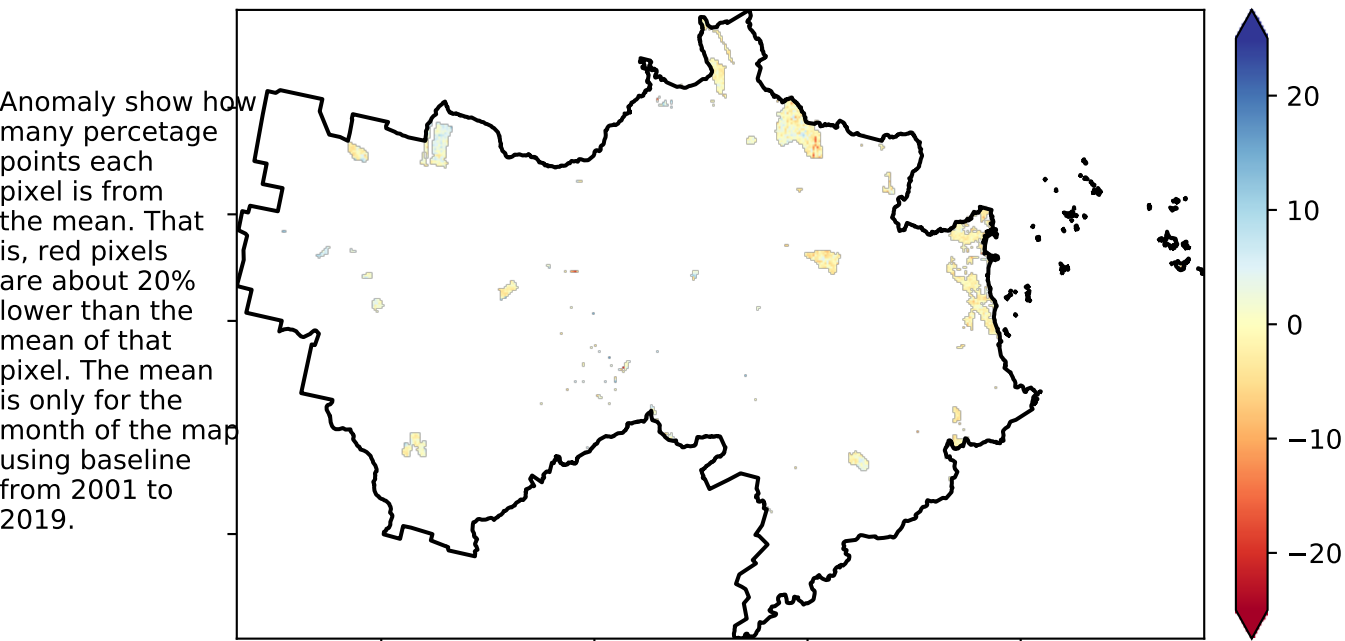 Anomaly show how
many percetage
points each
pixel is from
the mean. That
is, red pixels
are about 20%
lower than the
mean of that
pixel. The mean
is only for the
month of the map
using baseline
from 2001 to
2019.
20
10
0
−10
−20